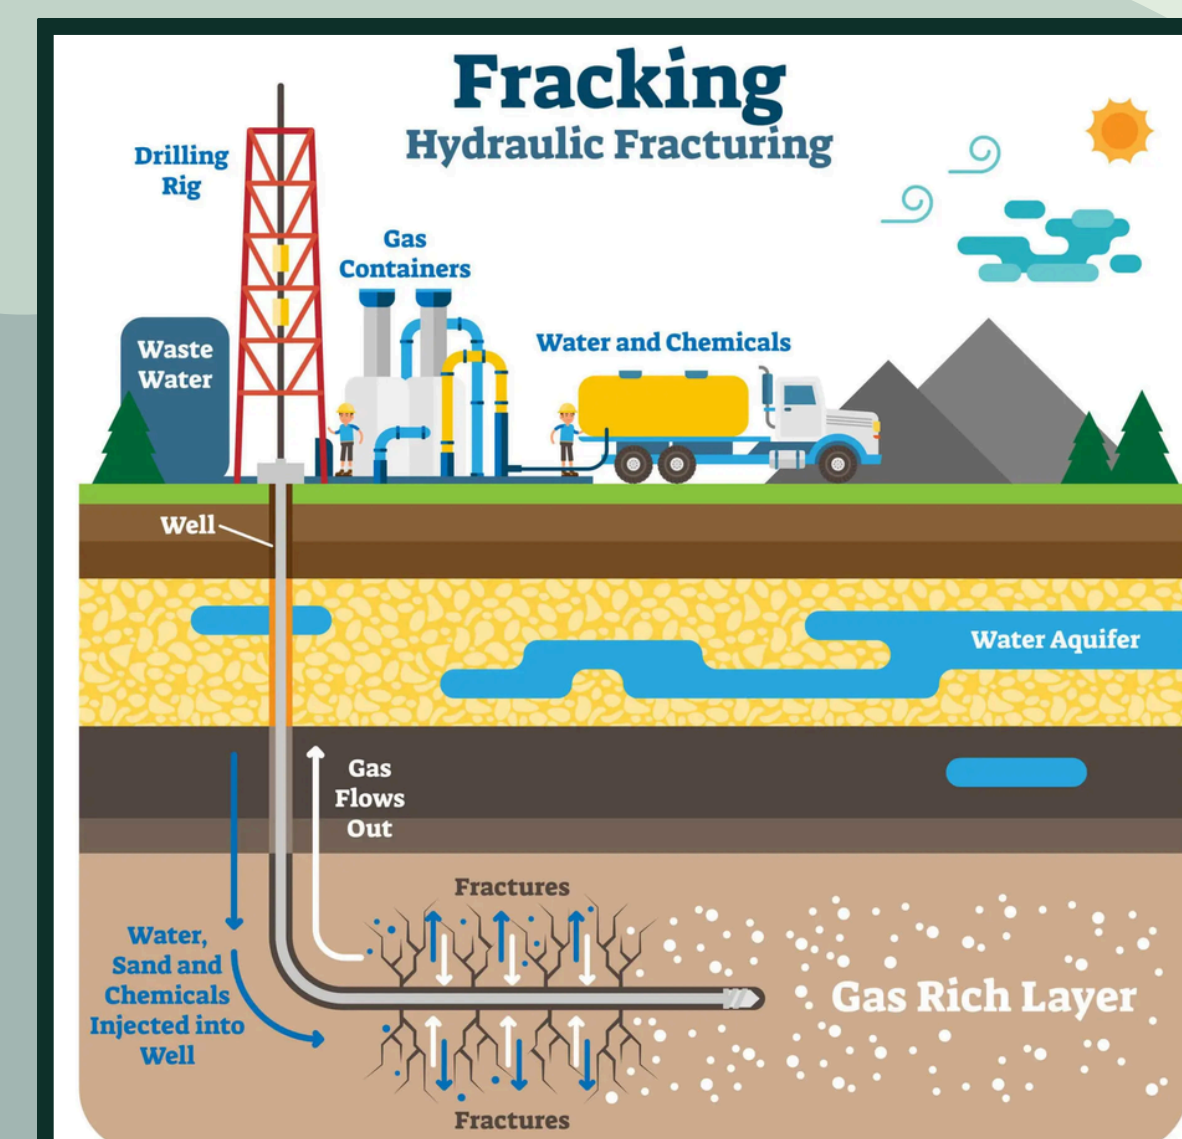 Fracking
Hydraulic Fracturing
Drilling
Rig
Gas
Containers
Waste
Water
Water and Chemicals
Well
Water Aquifer
Gas
Flows
Out
Fractures
Water,
Sand and
Chemicals
Injected into
Well
Gas Rich Layer
Fractures